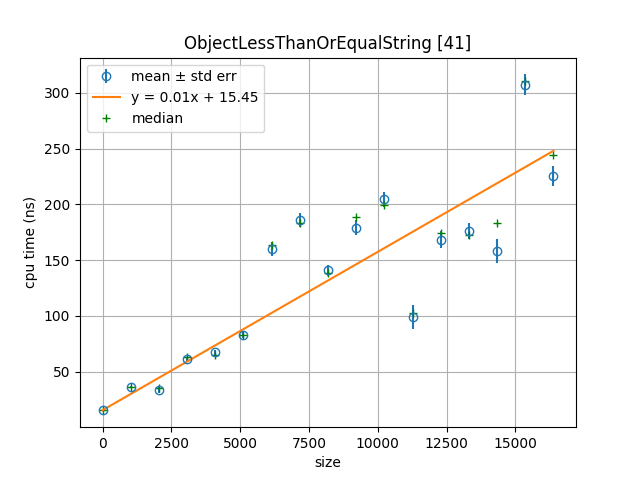 ObjectLessThanOrEqualString [41]
mean ± std err
y = 0.01x + 15.45
median
cpu time (ns)
300
250
200
150
100
50
0
2500
5000
7500
10000
12500
15000
size